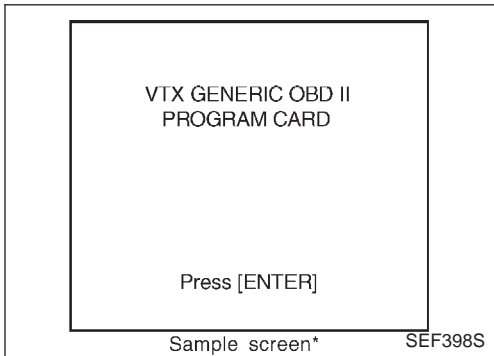 VTX GENERIC OBD II
PROGRAM CARD
Press [ENTER]
Sample screen*
SEF398S